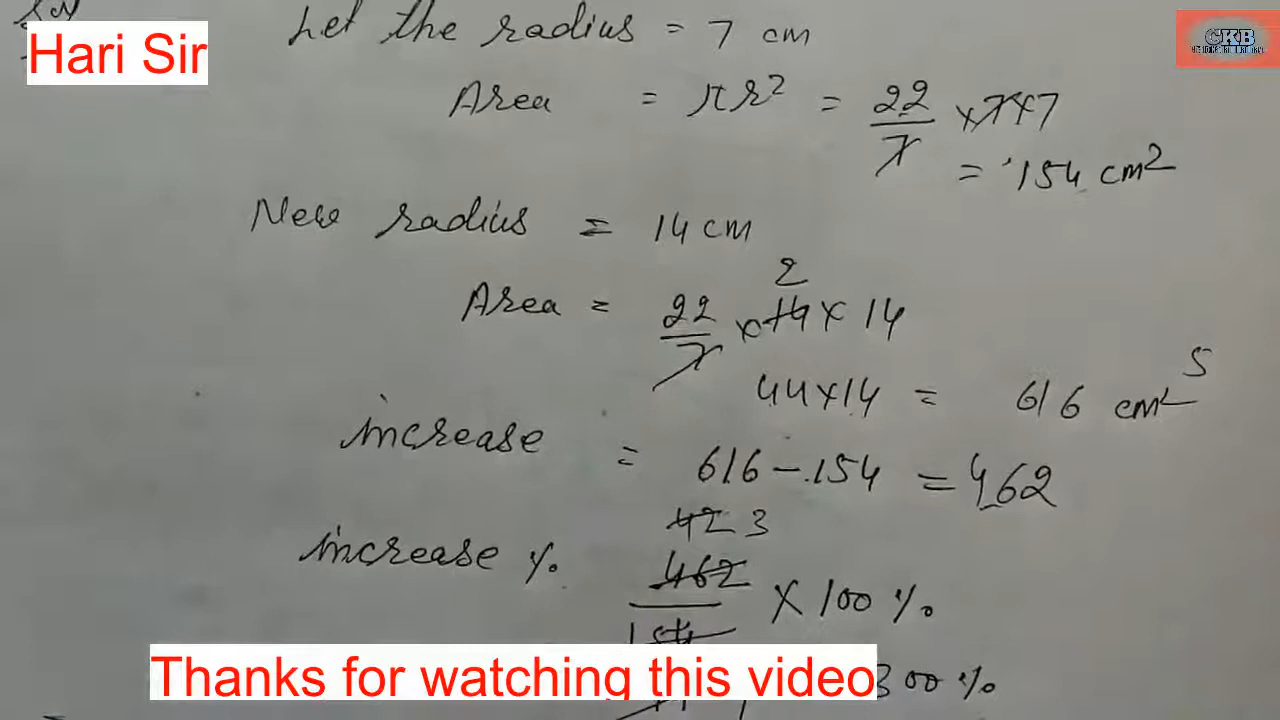 Hari Sir
CKB
Let the radius = 7 cm
Area = πr² = 22/7 × 7 × 7
= 154 cm²
New radius = 14 cm
2
Area = 22/7 × 14 × 14
44 × 14 = 616 cm² S
increase = 616 - 154 = 462
42 3
increase % 462/154 × 100 %
Thanks for watching this video
300 %